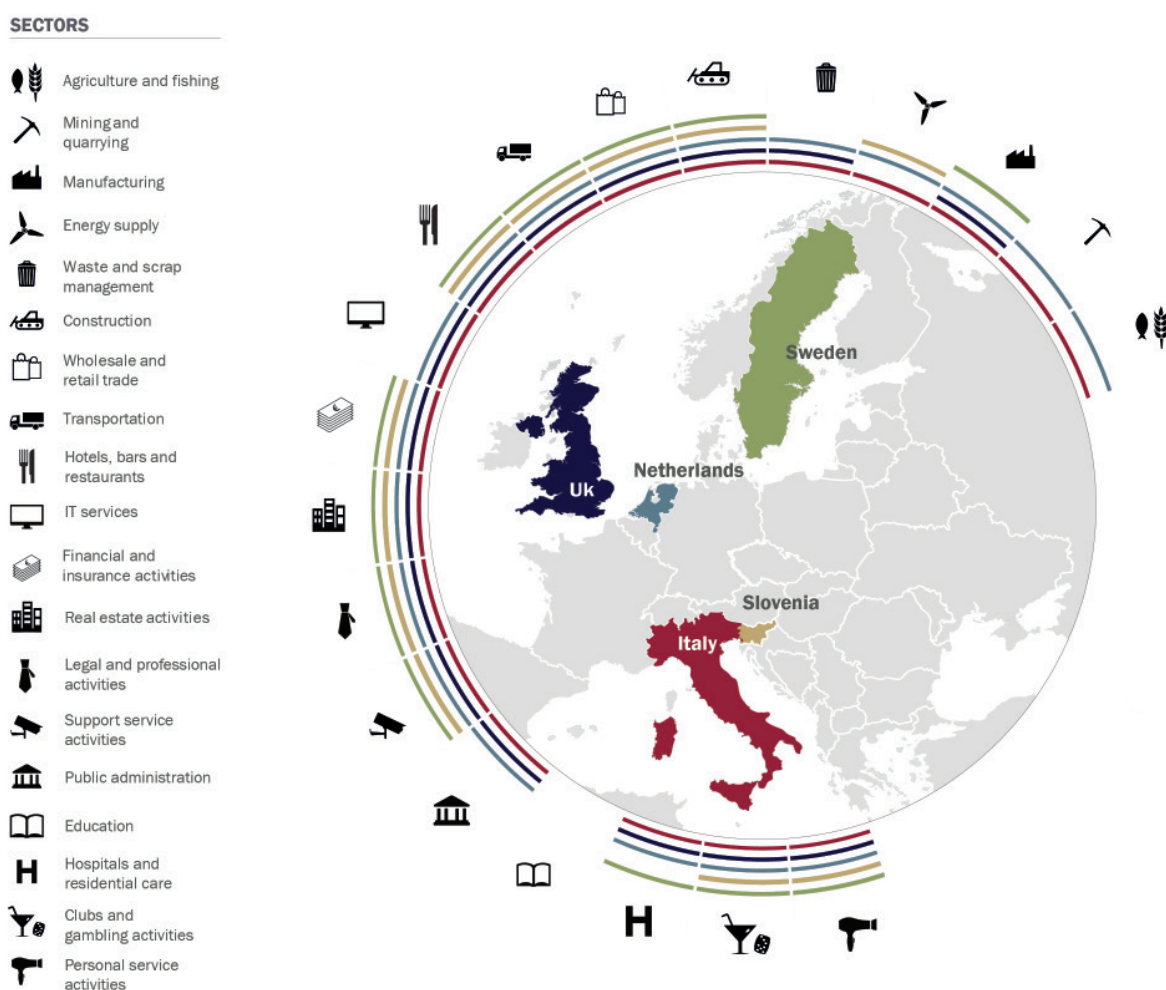 SECTORS
Agriculture and fishing
Mining and
quarrying
Manufacturing
Energy supply
Waste and scrap
management
Construction
Wholesale and
retail trade
Transportation
Hotels, bars and
restaurants
IT services
Financial and
insurance activities
Real estate activities
Legal and professional
activities
Support service
activities
Public administration
Education
H
Hospitals and
residential care
Clubs and
gambling activities
Personal service
activities
Sweden
Netherlands
Uk
Slovenia
Italy
H